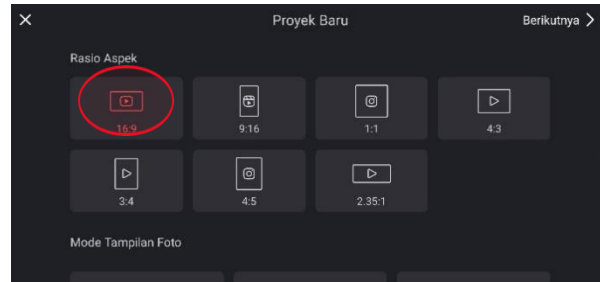 Proyek Baru
Berikutnya
Rasio Aspek
16:9
9:16
1:1
4:3
3:4
4:5
2.35:1
Mode Tampilan Foto